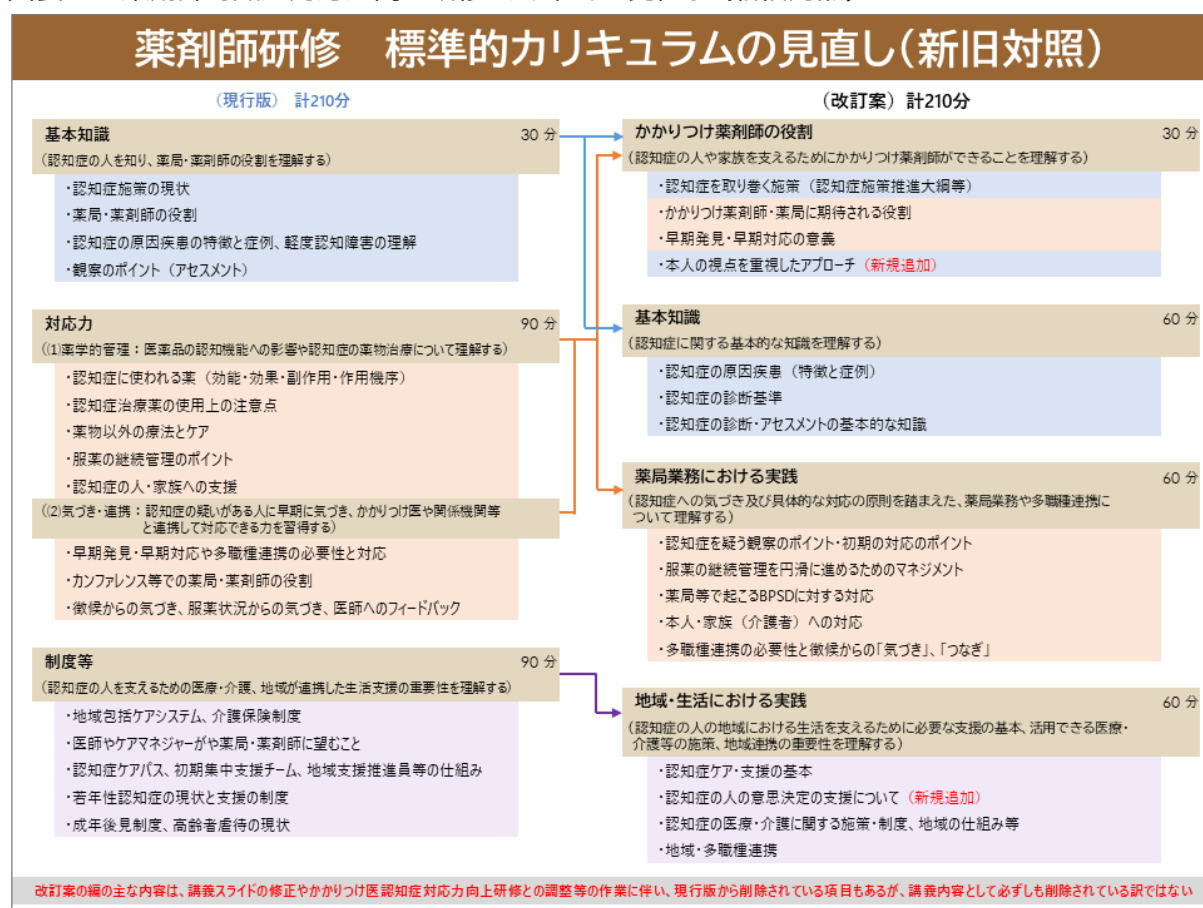 薬剤師研修　標準的カリキュラムの見直し(新旧対照)
(現行版)　計210分
基本知識 30 分
(認知症の人を知り、薬局・薬剤師の役割を理解する)
・認知症施策の現状
・薬局・薬剤師の役割
・認知症の原因疾患の特徴と症例、軽度認知障害の理解
・観察のポイント（アセスメント）
対応力 90 分
((1)薬学的管理：医薬品の認知機能への影響や認知症の薬物治療について理解する)
・認知症に使われる薬（効能・効果・副作用・作用機序）
・認知症治療薬の使用上の注意点
・薬物以外の療法とケア
・服薬の継続管理のポイント
・認知症の人・家族への支援
((2)気づき・連携：認知症の疑いがある人に早期に気づき、かかりつけ医や関係機関等
と連携して対応できる力を習得する)
・早期発見・早期対応や多職種連携の必要性と対応
・カンファレンス等での薬局・薬剤師の役割
・徴候からの気づき、服薬状況からの気づき、医師へのフィードバック
制度等 90 分
(認知症の人を支えるための医療・介護、地域が連携した生活支援の重要性を理解する)
・地域包括ケアシステム、介護保険制度
・医師やケアマネジャーがや薬局・薬剤師に望むこと
・認知症ケアパス、初期集中支援チーム、地域支援推進員等の仕組み
・若年性認知症の現状と支援の制度
・成年後見制度、高齢者虐待の現状
(改訂案) 計210分
かかりつけ薬剤師の役割 30 分
(認知症の人や家族を支えるためにかかりつけ薬剤師ができることを理解する)
・認知症を取り巻く施策（認知症施策推進大綱等）
・かかりつけ薬剤師・薬局に期待される役割
・早期発見・早期対応の意義
・本人の視点を重視したアプローチ（新規追加）
基本知識 60 分
(認知症に関する基本的な知識を理解する)
・認知症の原因疾患（特徴と症例）
・認知症の診断基準
・認知症の診断・アセスメントの基本的な知識
薬局業務における実践 60 分
(認知症への気づき及び具体的な対応の原則を踏まえた、薬局業務や多職種連携に
ついて理解する)
・認知症を疑う観察のポイント・初期の対応のポイント
・服薬の継続管理を円滑に進めるためのマネジメント
・薬局等で起こるBPSDに対する対応
・本人・家族（介護者）への対応
・多職種連携の必要性と徴候からの「気づき」、「つなぎ」
地域・生活における実践 60 分
(認知症の人の地域における生活を支えるために必要な支援の基本、活用できる医療・
介護等の施策、地域連携の重要性を理解する)
・認知症ケア・支援の基本
・認知症の人の意思決定の支援について（新規追加）
・認知症の医療・介護に関する施策・制度、地域の仕組み等
・地域・多職種連携
改訂案の編の主な内容は、講義スライドの修正やかかりつけ医認知症対応力向上研修との調整等の作業に伴い、現行版から削除されている項目もあるが、講義内容として必ずしも削除されている訳ではない